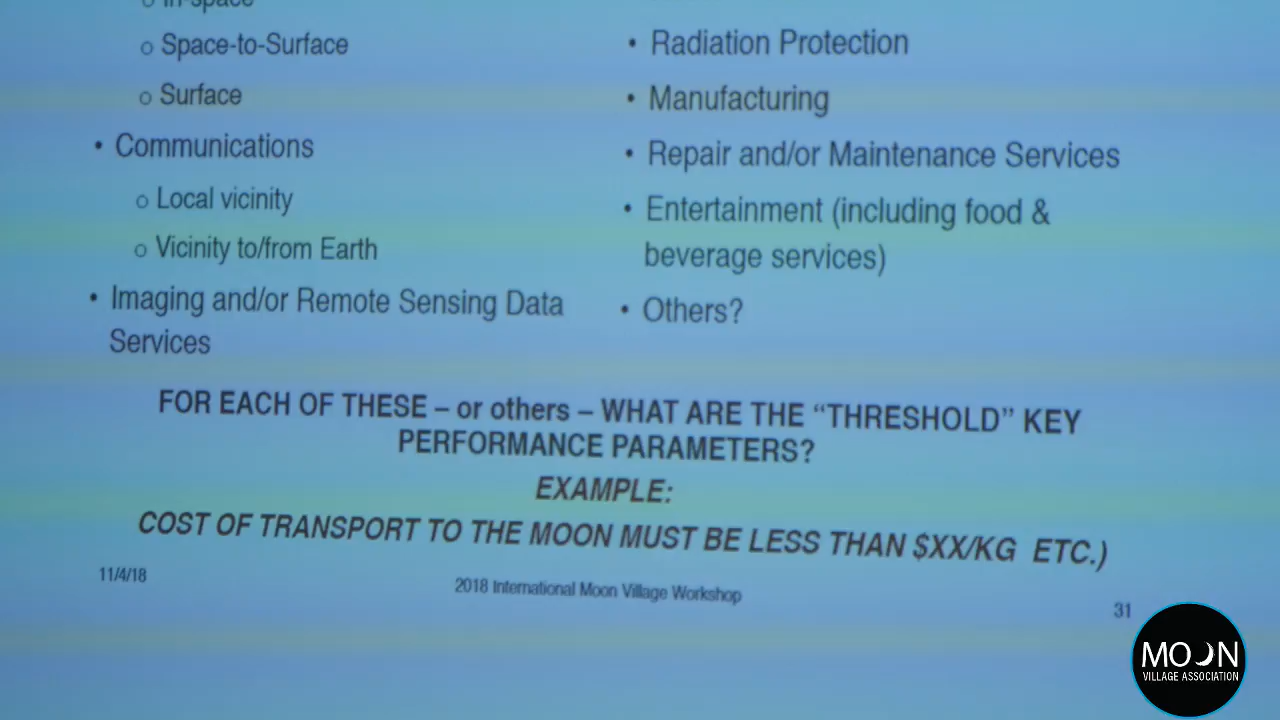 o In-space
o Space-to-Surface
o Surface
• Communications
o Local vicinity
o Vicinity to/from Earth
• Imaging and/or Remote Sensing Data
Services
• Radiation Protection
• Manufacturing
• Repair and/or Maintenance Services
• Entertainment (including food &
beverage services)
• Others?
FOR EACH OF THESE – or others – WHAT ARE THE “THRESHOLD” KEY
PERFORMANCE PARAMETERS?
EXAMPLE:
COST OF TRANSPORT TO THE MOON MUST BE LESS THAN $XX/KG ETC.)
11/4/18
2018 International Moon Village Workshop
31
MOON
VILLAGE ASSOCIATION